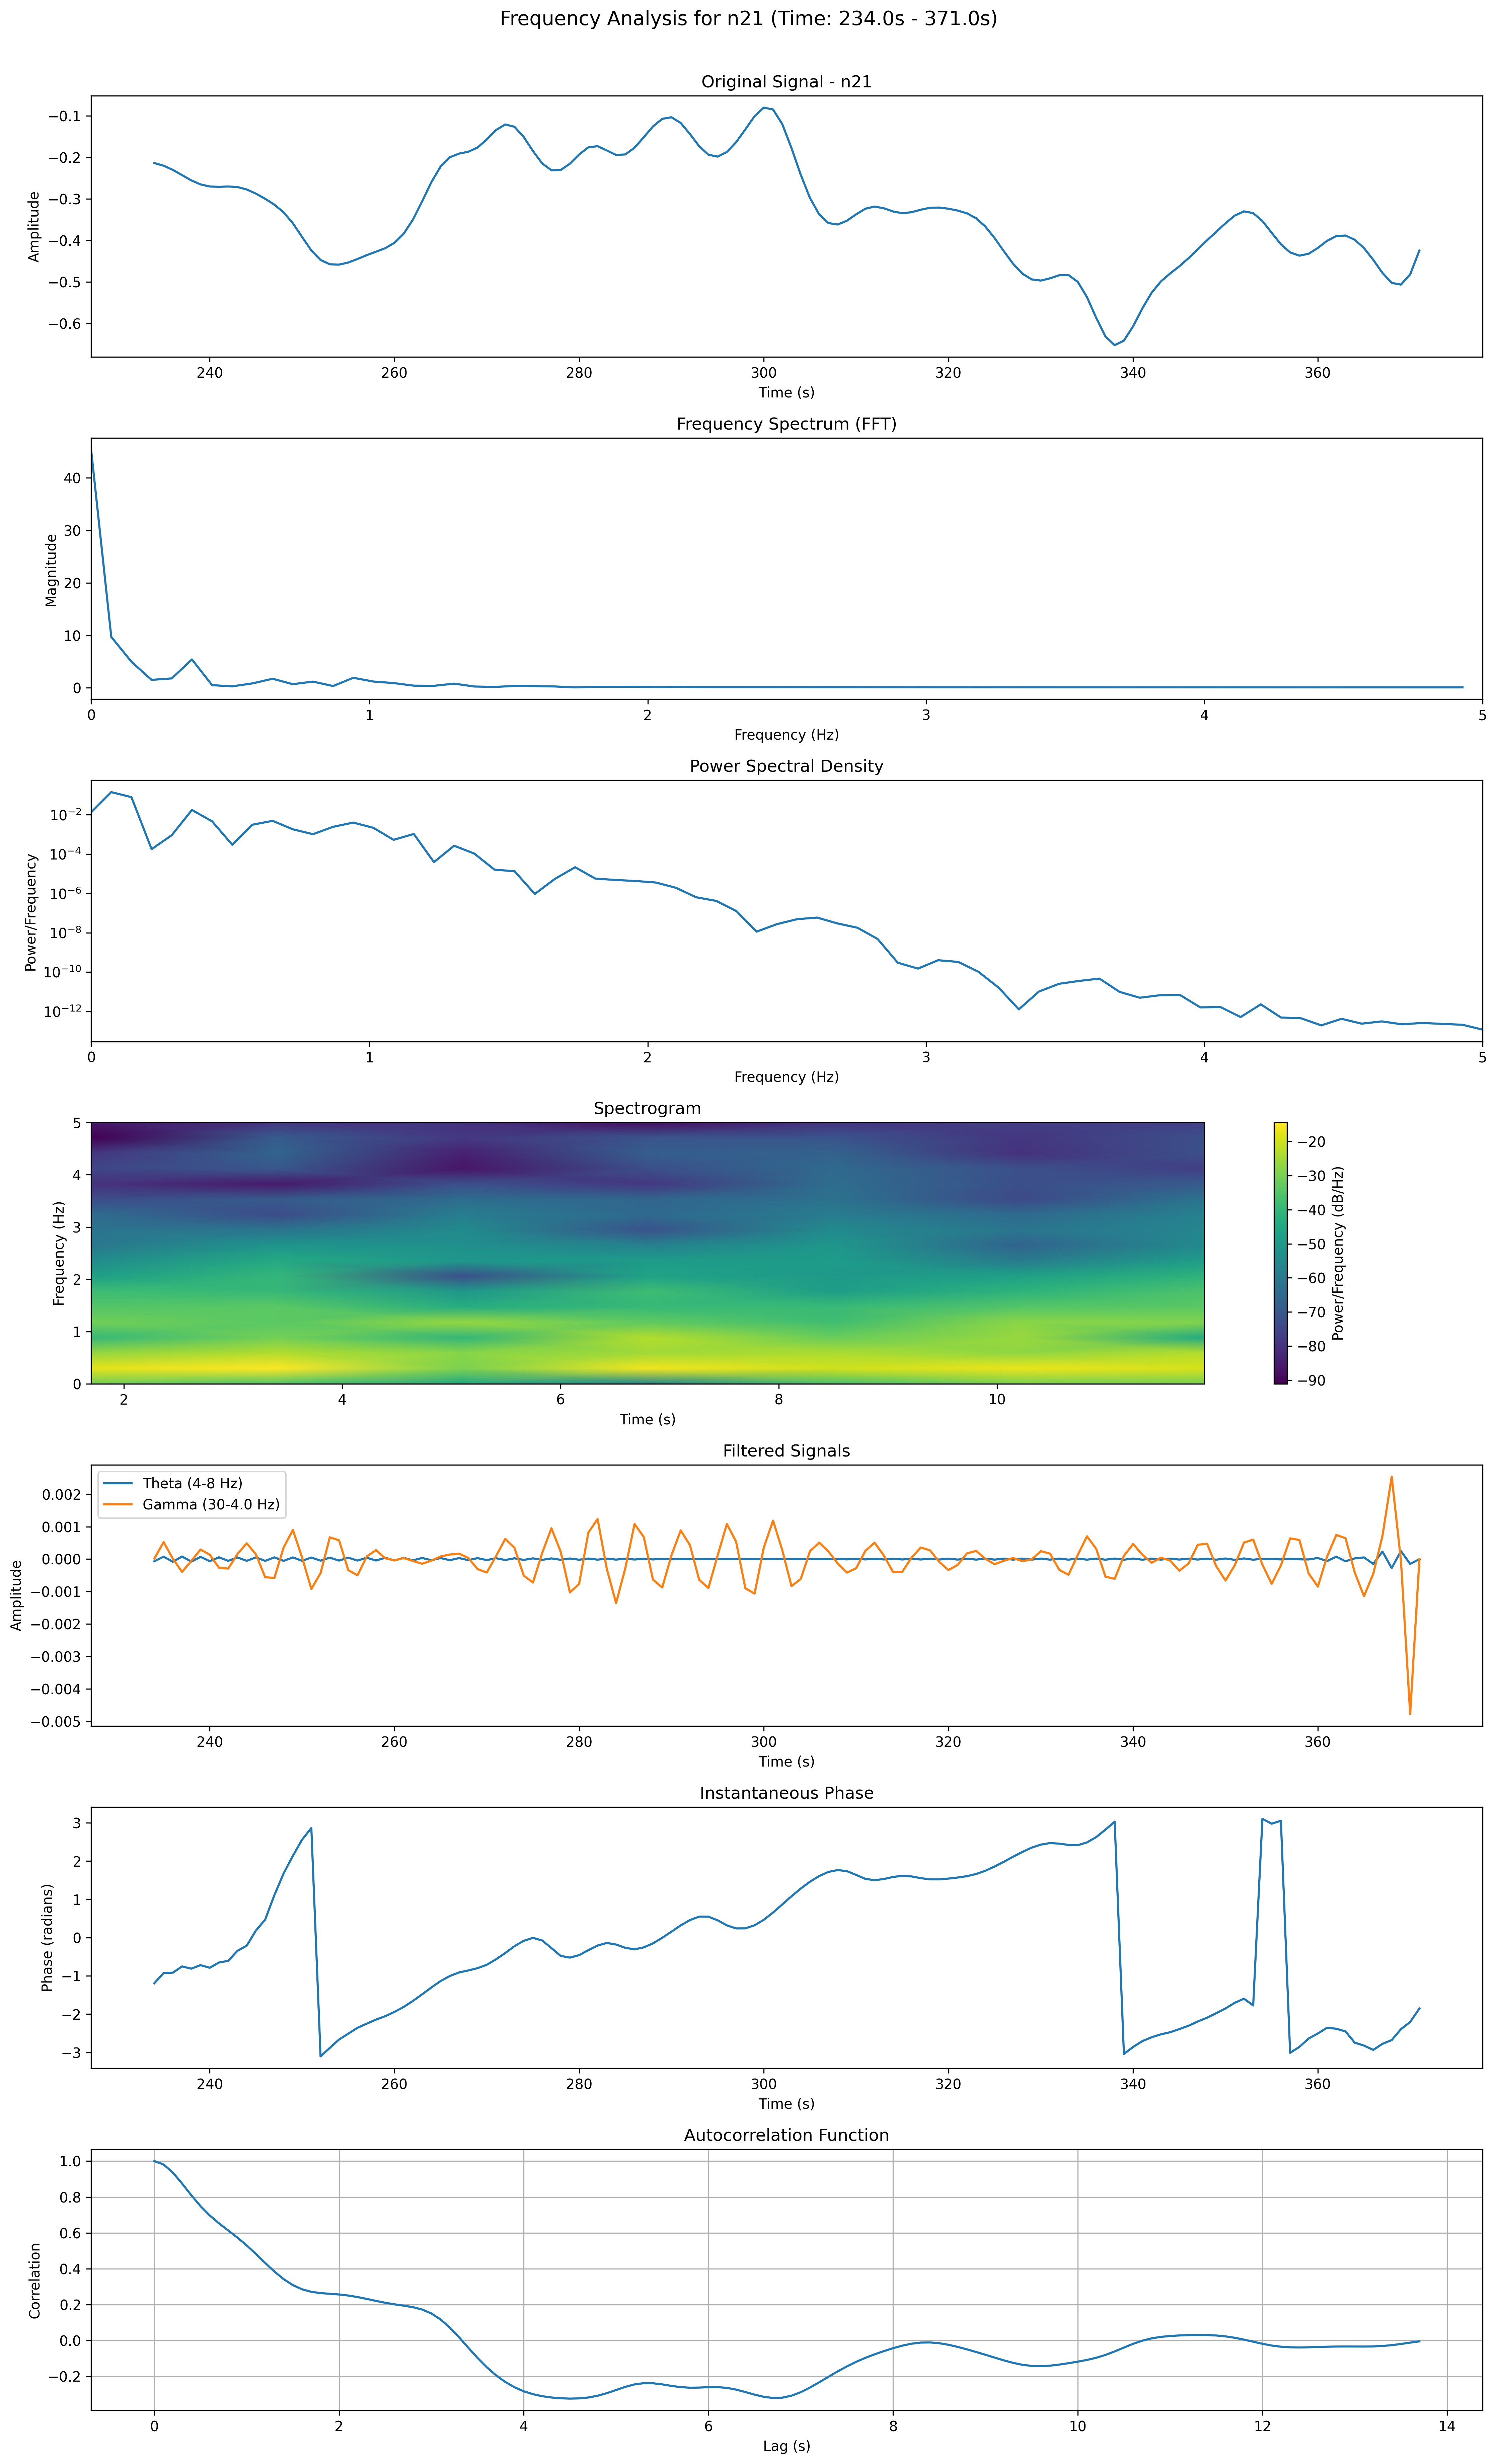 Frequency Analysis for n21 (Time: 234.0s - 371.0s)
Original Signal - n21
−0.1
−0.2
−0.3
−0.4
−0.5
−0.6
Amplitude
240 260 280 300 320 340 360
Time (s)
Frequency Spectrum (FFT)
40
30
20
10
0
Magnitude
0 1 2 3 4 5
Frequency (Hz)
Power Spectral Density
10⁻²
10⁻⁴
10⁻⁶
10⁻⁸
10⁻¹⁰
10⁻¹²
Power/Frequency
0 1 2 3 4 5
Frequency (Hz)
Spectrogram
5
4
3
2
1
0
Frequency (Hz)
2 4 6 8 10
Time (s)
−20
−30
−40
−50
−60
−70
−80
−90
Power/Frequency (dB/Hz)
Filtered Signals
Theta (4-8 Hz)
Gamma (30-4.0 Hz)
0.002
0.001
0.000
−0.001
−0.002
−0.003
−0.004
−0.005
Amplitude
240 260 280 300 320 340 360
Time (s)
Instantaneous Phase
3
2
1
0
−1
−2
−3
Phase (radians)
240 260 280 300 320 340 360
Time (s)
Autocorrelation Function
1.0
0.8
0.6
0.4
0.2
0.0
−0.2
Correlation
0 2 4 6 8 10 12 14
Lag (s)